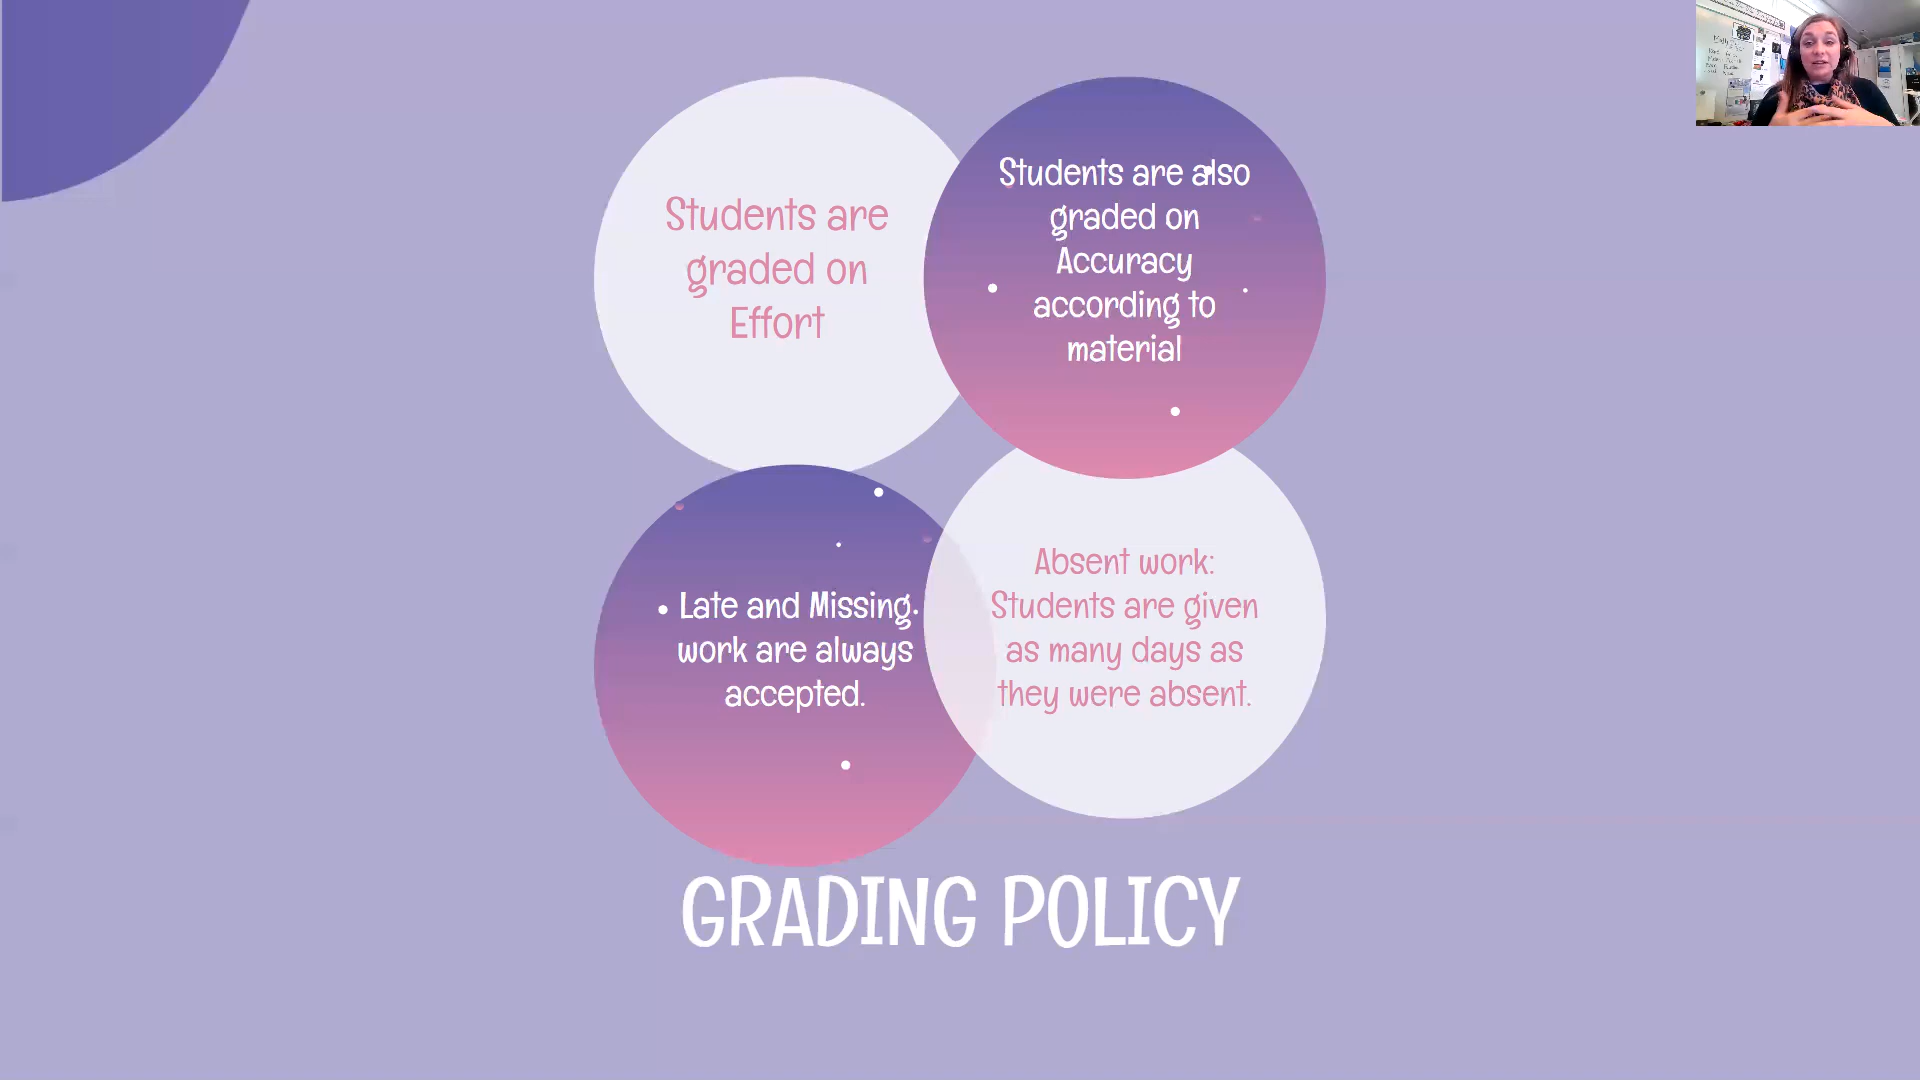 Students are
graded on
Effort
Students are also
graded on
Accuracy
according to
material
Late and Missing
work are always
accepted.
Absent work:
Students are given
as many days as
they were absent.
GRADING POLICY